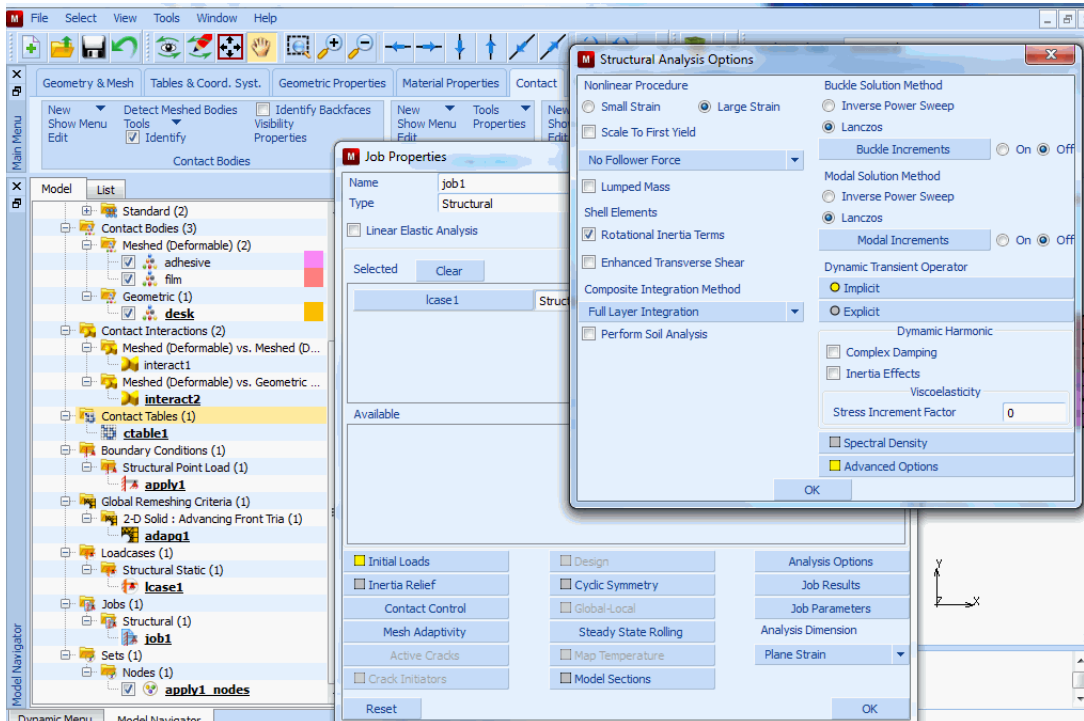 File Select View Tools Window Help
Geometry & Mesh Tables & Coord. Syst. Geometric Properties Material Properties Contact
New Detect Meshed Bodies Identify Backfaces New Tools New
Show Menu Tools Visibility Show Menu Properties
Edit Identify Properties Edit
Contact Bodies
Main Menu
Model List
Standard (2)
Contact Bodies (3)
Meshed (Deformable) (2)
adhesive
film
Geometric (1)
desk
Contact Interactions (2)
Meshed (Deformable) vs. Meshed (D...
interact1
Meshed (Deformable) vs. Geometric ...
interact2
Contact Tables (1)
ctable1
Boundary Conditions (1)
Structural Point Load (1)
apply1
Global Remeshing Criteria (1)
2-D Solid : Advancing Front Tria (1)
adapg1
Loadcases (1)
Structural Static (1)
lcase1
Jobs (1)
Structural (1)
job1
Sets (1)
Nodes (1)
apply1_nodes
Model Navigator
Dynamic Menu Model Navigator
Job Properties
Name job1
Type Structural
Linear Elastic Analysis
Selected Clear
lcase1 Struct
Available
Initial Loads Design Analysis Options
Inertia Relief Cyclic Symmetry Job Results
Contact Control Global-Local Job Parameters
Mesh Adaptivity Steady State Rolling Analysis Dimension
Active Cracks Map Temperature Plane Strain
Crack Initiators Model Sections
Reset OK
Structural Analysis Options
Nonlinear Procedure
Small Strain Large Strain
Scale To First Yield
No Follower Force
Lumped Mass
Shell Elements
Rotational Inertia Terms
Enhanced Transverse Shear
Composite Integration Method
Full Layer Integration
Perform Soil Analysis
Buckle Solution Method
Inverse Power Sweep
Lanczos
Buckle Increments On Off
Modal Solution Method
Inverse Power Sweep
Lanczos
Modal Increments On Off
Dynamic Transient Operator
Implicit
Explicit
Dymamic Harmonic
Complex Damping
Inertia Effects
Viscoelasticity
Stress Increment Factor 0
Spectral Density
Advanced Options
OK
Y
Z X